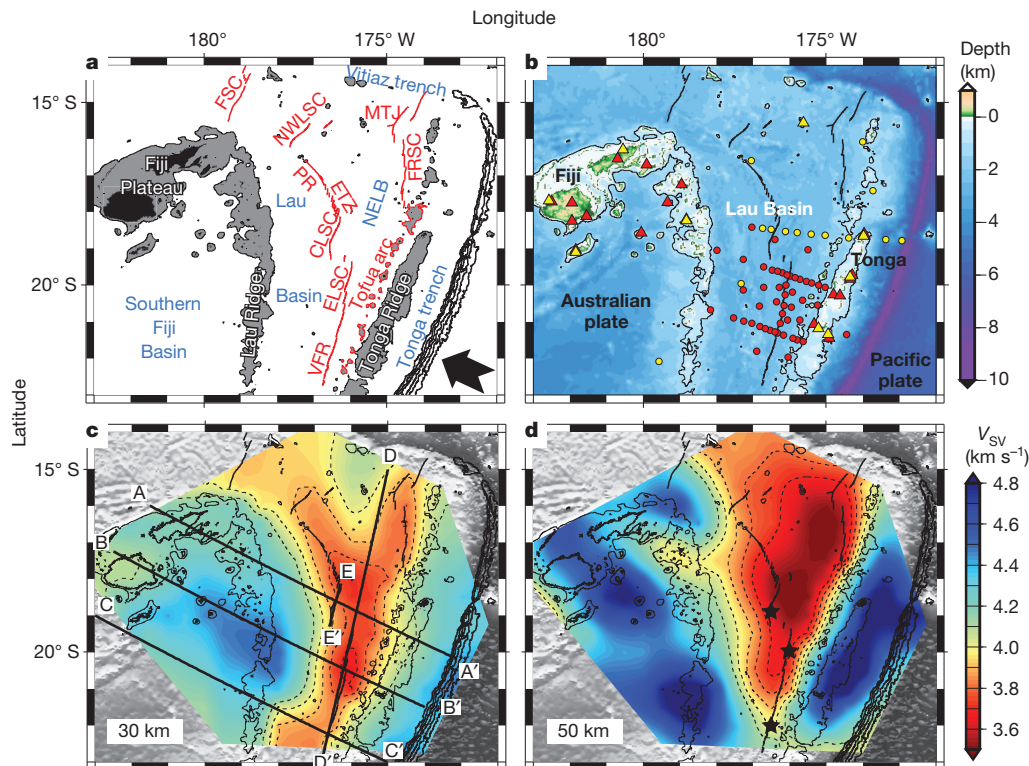 Longitude
180°
175° W
180°
175° W
Depth
(km)
Latitude
15° S
20° S
15° S
20° S
a
FSC
NWLSC
Vitiaz trench
MTJ
Fiji
Plateau
PR
ETZ
FRSC
Lau
NELB
CLSC
Tofua arc
Basin
ELSC
Lau Ridge
Southern
Fiji
Basin
VFR
Tonga Ridge
Tonga trench
b
Fiji
Lau Basin
Tonga
Australian
plate
Pacific
plate
0
2
4
6
8
10
c
A
B
C
D
E
E′
A′
B′
C′
D′
30 km
d
50 km
V_SV
(km s⁻¹)
4.8
4.6
4.4
4.2
4.0
3.8
3.6